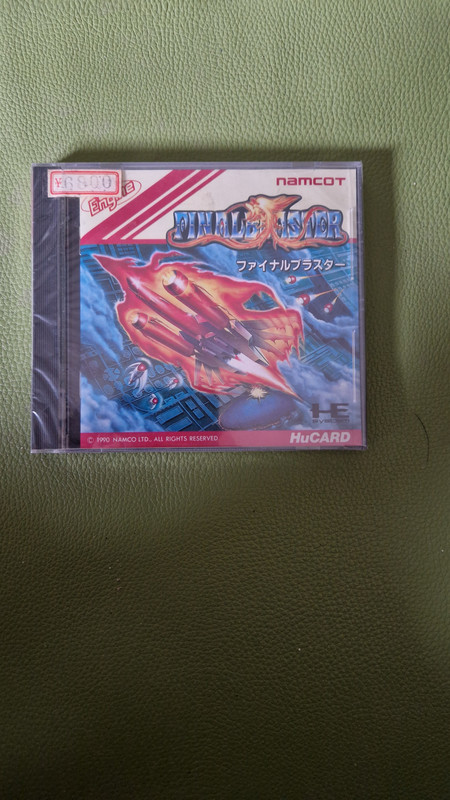 ¥6800
Engine
namcoT
FINAL BLASTER
ファイナルブラスター
HE
© 1990 NAMCO LTD., ALL RIGHTS RESERVED
HuCARD